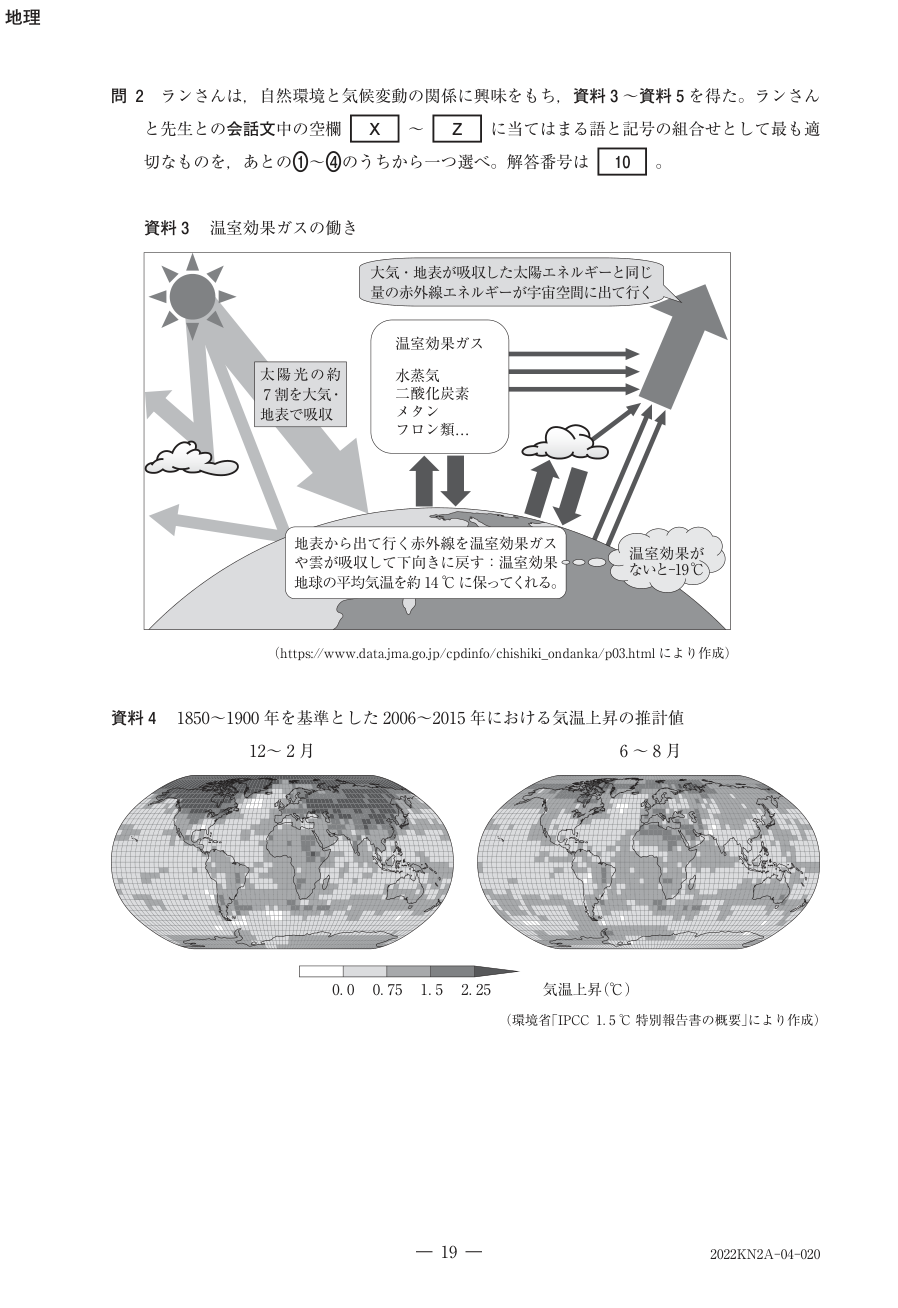 地理
問 2 ランさんは，自然環境と気候変動の関係に興味をもち，資料3～資料5を得た。ランさん
と先生との会話文中の空欄 X ～ Z に当てはまる語と記号の組合せとして最も適
切なものを，あとの①～④のうちから一つ選べ。解答番号は 10 。
資料3 温室効果ガスの働き
大気・地表が吸収した太陽エネルギーと同じ
量の赤外線エネルギーが宇宙空間に出て行く
温室効果ガス
水蒸気
二酸化炭素
メタン
フロン類…
太陽光の約
7割を大気・
地表で吸収
地表から出て行く赤外線を温室効果ガス
や雲が吸収して下向きに戻す：温室効果
地球の平均気温を約14℃に保ってくれる。
温室効果が
ないと-19℃
（https://www.data.jma.go.jp/cpdinfo/chishiki_ondanka/p03.html により作成）
資料4 1850～1900年を基準とした2006～2015年における気温上昇の推計値
12～2月
6～8月
0.0 0.75 1.5 2.25 気温上昇(℃)
（環境省「IPCC 1.5℃特別報告書の概要」により作成）
― 19 ―
2022KN2A-04-020